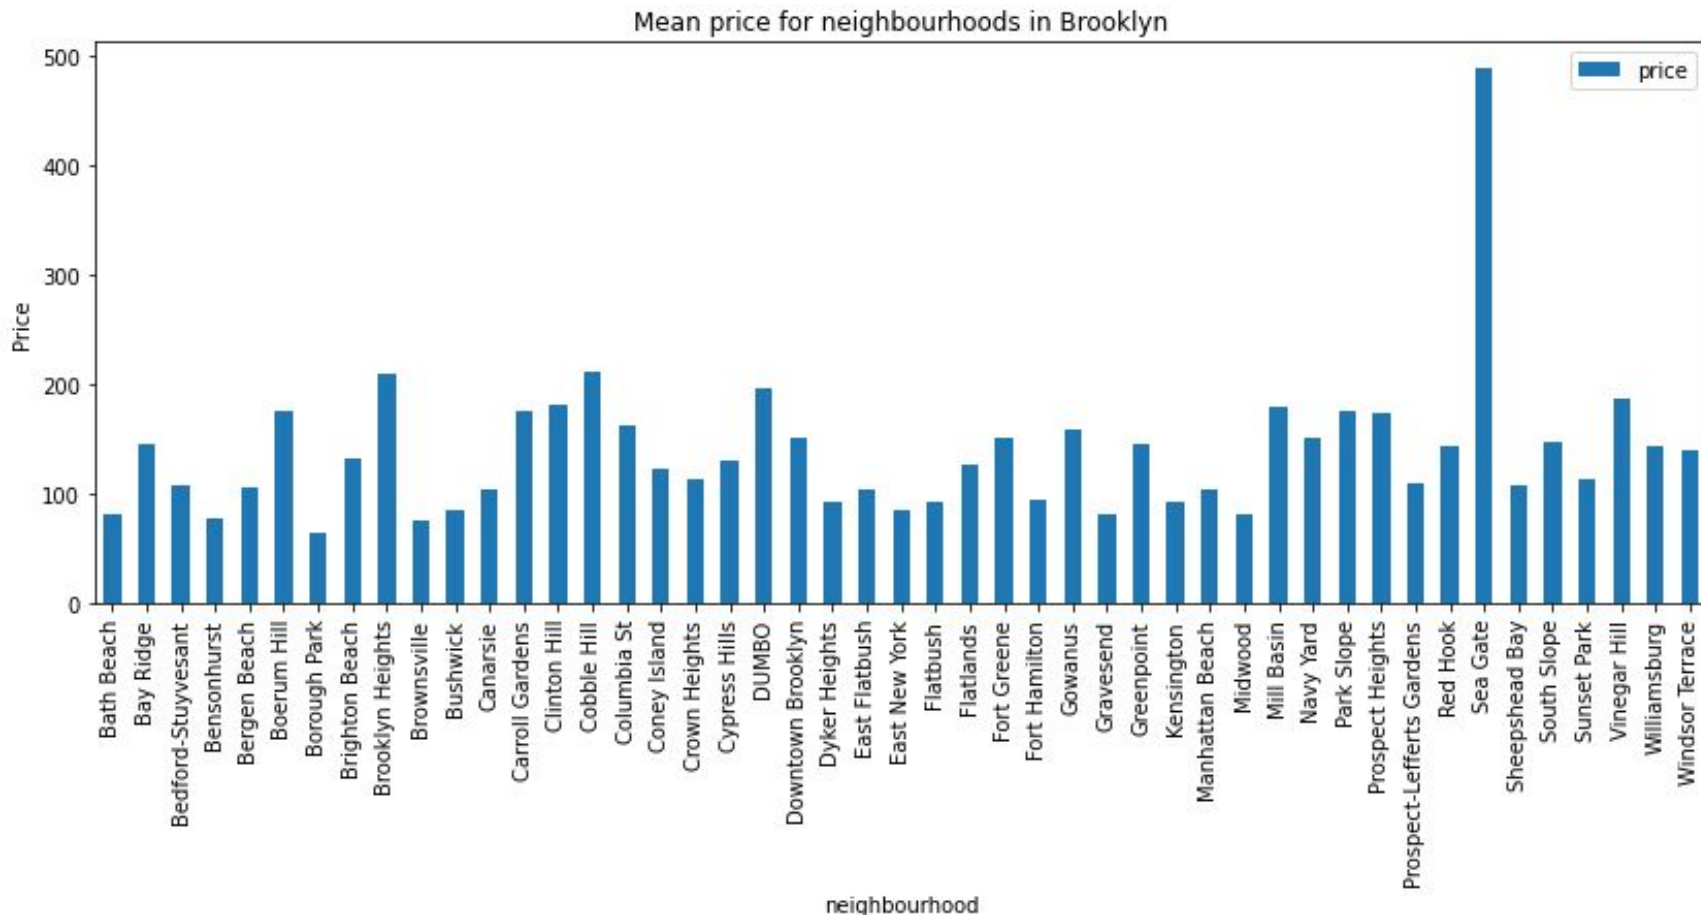 Mean price for neighbourhoods in Brooklyn
price
Price
500
400
300
200
100
0
Bath Beach
Bay Ridge
Bedford-Stuyvesant
Bensonhurst
Bergen Beach
Boerum Hill
Borough Park
Brighton Beach
Brooklyn Heights
Brownsville
Bushwick
Canarsie
Carroll Gardens
Clinton Hill
Cobble Hill
Columbia St
Coney Island
Crown Heights
Cypress Hills
DUMBO
Downtown Brooklyn
Dyker Heights
East Flatbush
East New York
Flatbush
Flatlands
Fort Greene
Fort Hamilton
Gowanus
Gravesend
Greenpoint
Kensington
Manhattan Beach
Midwood
Mill Basin
Navy Yard
Park Slope
Prospect Heights
Prospect-Lefferts Gardens
Red Hook
Sea Gate
Sheepshead Bay
South Slope
Sunset Park
Vinegar Hill
Williamsburg
Windsor Terrace
neighbourhood